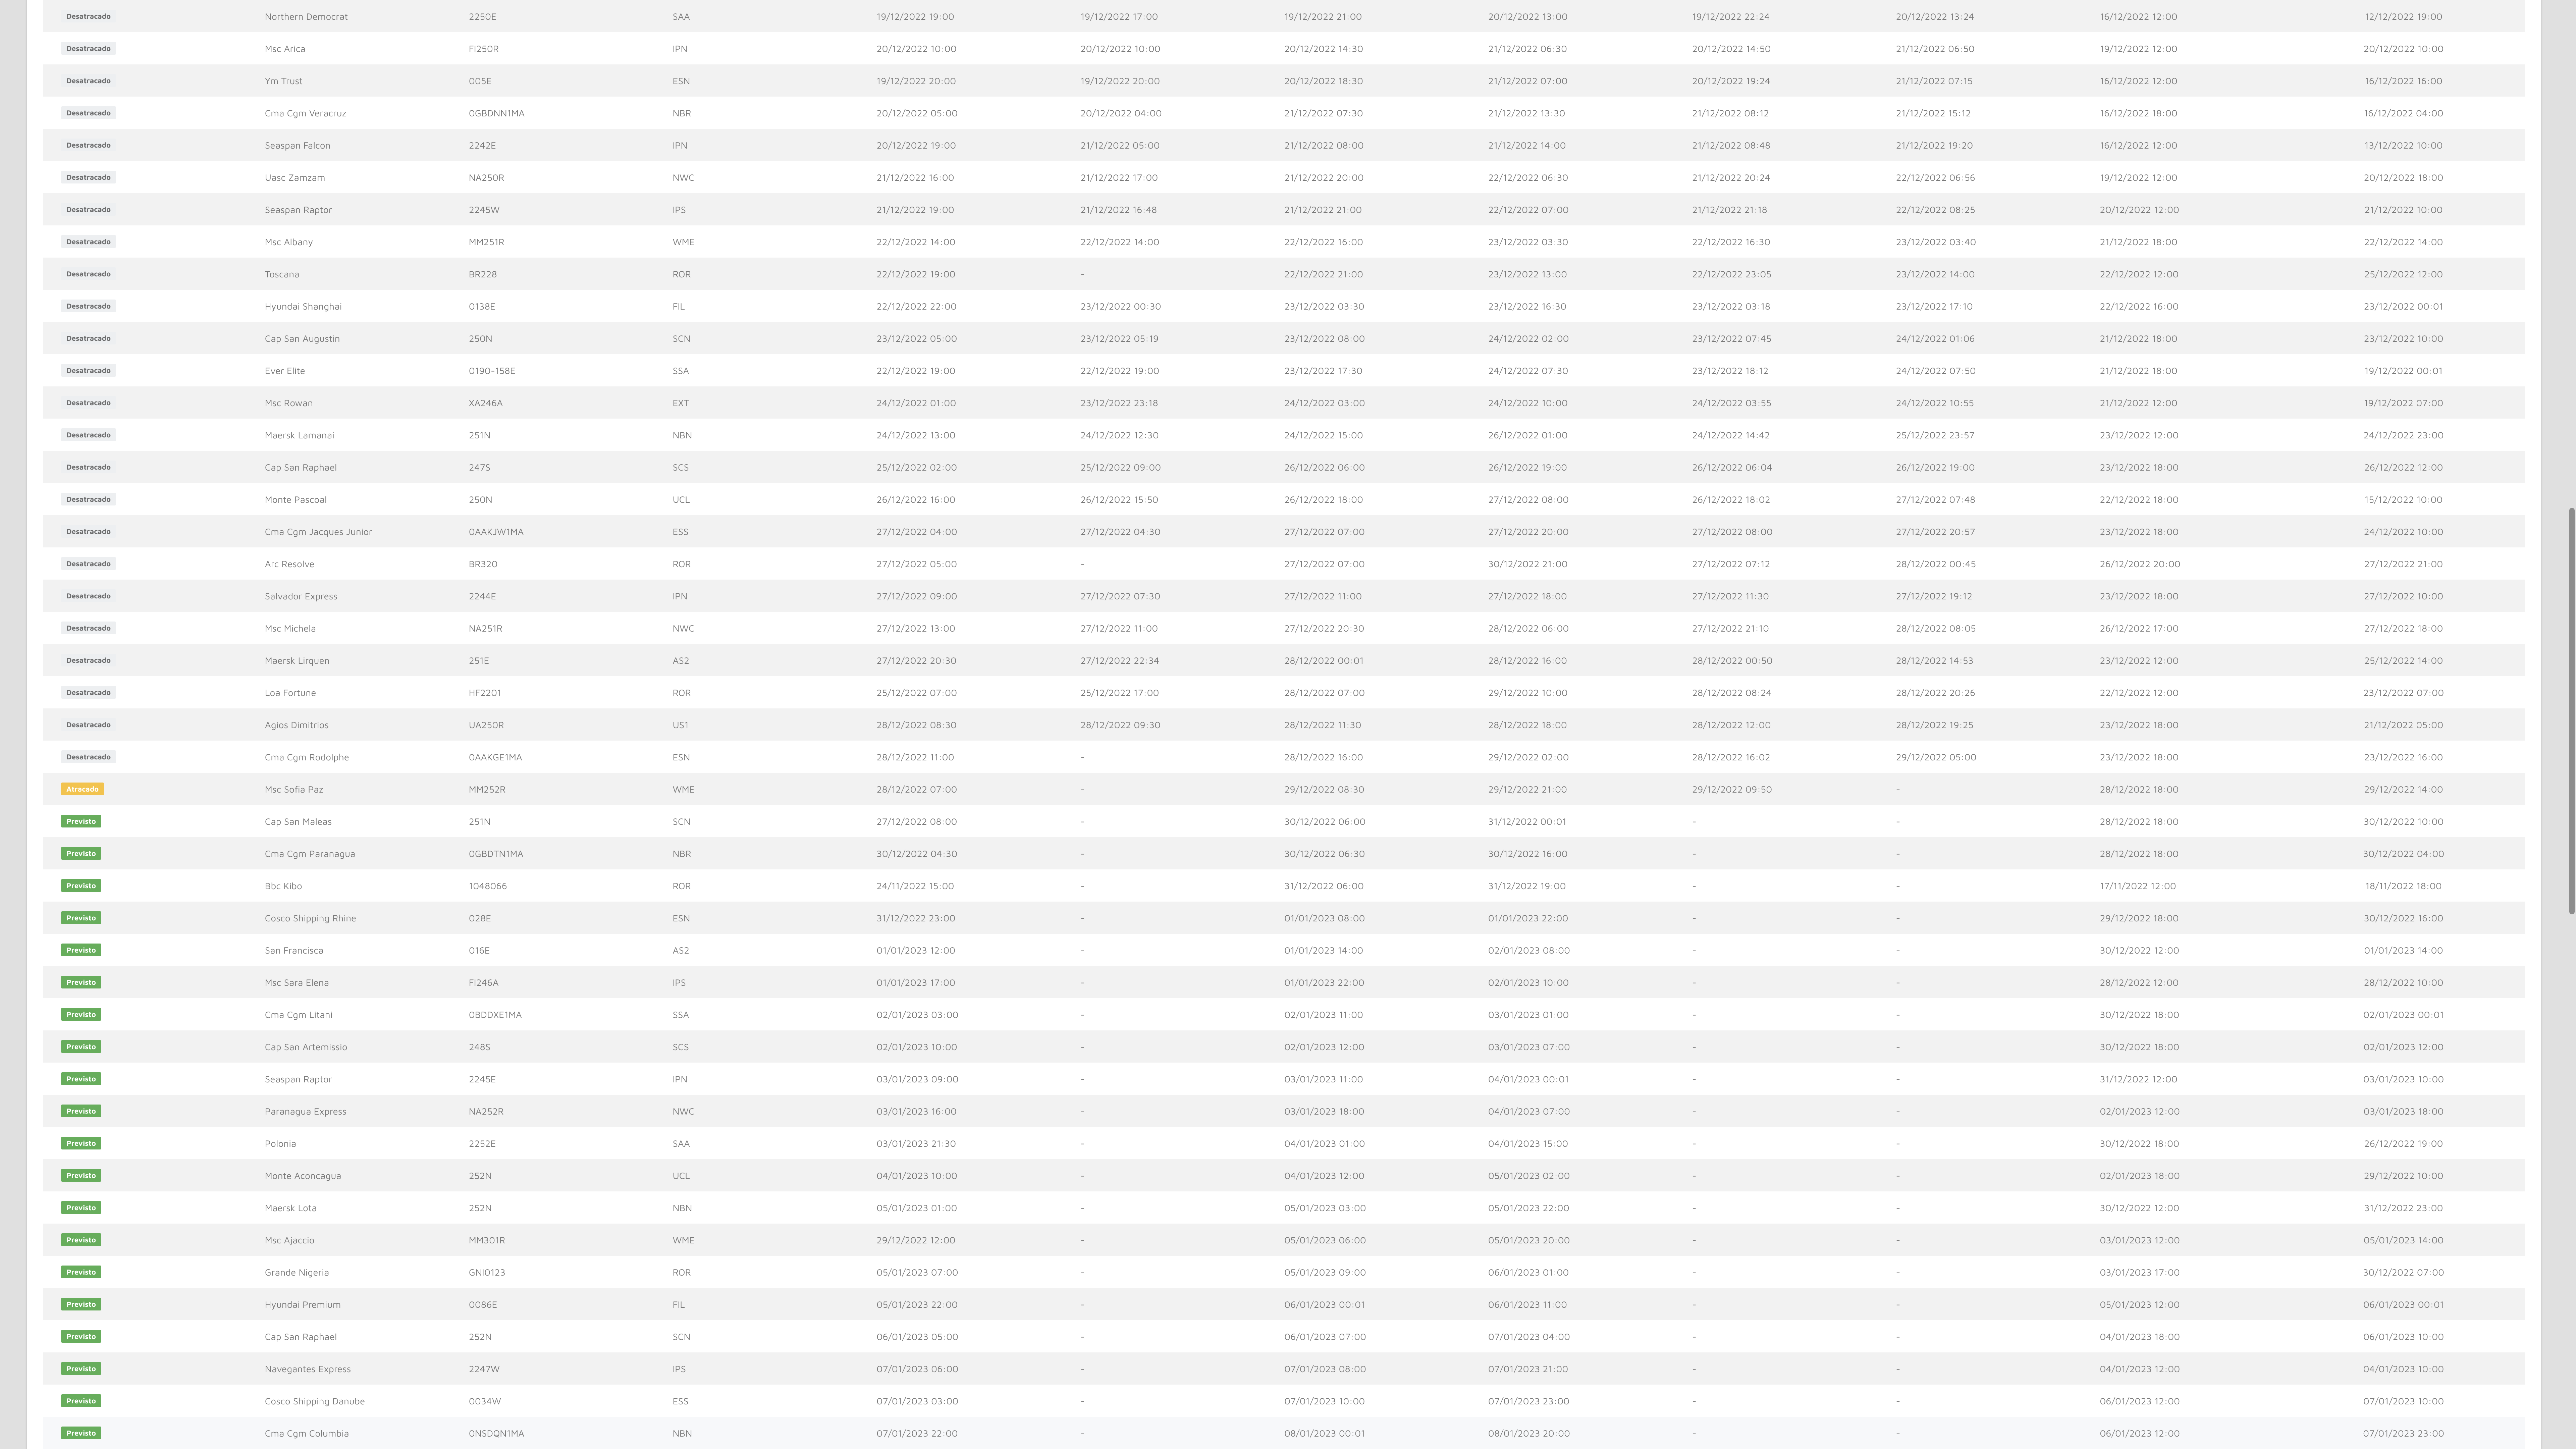 Desatracado Northern Democrat 2250E SAA 19/12/2022 19:00 19/12/2022 17:00 19/12/2022 21:00 20/12/2022 13:00 19/12/2022 22:24 20/12/2022 13:24 16/12/2022 12:00 12/12/2022 19:00
Desatracado Msc Arica FI250R IPN 20/12/2022 10:00 20/12/2022 10:00 20/12/2022 14:30 21/12/2022 06:30 20/12/2022 14:50 21/12/2022 06:50 19/12/2022 12:00 20/12/2022 10:00
Desatracado Ym Trust 005E ESN 19/12/2022 20:00 19/12/2022 20:00 20/12/2022 18:30 21/12/2022 07:00 20/12/2022 19:24 21/12/2022 07:15 16/12/2022 12:00 16/12/2022 16:00
Desatracado Cma Cgm Veracruz 0GBDNN1MA NBR 20/12/2022 05:00 20/12/2022 04:00 21/12/2022 07:30 21/12/2022 13:30 21/12/2022 08:12 21/12/2022 15:12 16/12/2022 18:00 16/12/2022 04:00
Desatracado Seaspan Falcon 2242E IPN 20/12/2022 19:00 21/12/2022 05:00 21/12/2022 08:00 21/12/2022 14:00 21/12/2022 08:48 21/12/2022 19:20 16/12/2022 12:00 13/12/2022 10:00
Desatracado Uasc Zamzam NA250R NWC 21/12/2022 16:00 21/12/2022 17:00 21/12/2022 20:00 22/12/2022 06:30 21/12/2022 20:24 22/12/2022 06:56 19/12/2022 12:00 20/12/2022 18:00
Desatracado Seaspan Raptor 2245W IPS 21/12/2022 19:00 21/12/2022 16:48 21/12/2022 21:00 22/12/2022 07:00 21/12/2022 21:18 22/12/2022 08:25 20/12/2022 12:00 21/12/2022 10:00
Desatracado Msc Albany MM251R WME 22/12/2022 14:00 22/12/2022 14:00 22/12/2022 16:00 23/12/2022 03:30 22/12/2022 16:30 23/12/2022 03:40 21/12/2022 18:00 22/12/2022 14:00
Desatracado Toscana BR228 ROR 22/12/2022 19:00 - 22/12/2022 21:00 23/12/2022 13:00 22/12/2022 23:05 23/12/2022 14:00 22/12/2022 12:00 25/12/2022 12:00
Desatracado Hyundai Shanghai 0138E FIL 22/12/2022 22:00 23/12/2022 00:30 23/12/2022 03:30 23/12/2022 16:30 23/12/2022 03:18 23/12/2022 17:10 22/12/2022 16:00 23/12/2022 00:01
Desatracado Cap San Augustin 250N SCN 23/12/2022 05:00 23/12/2022 05:19 23/12/2022 08:00 24/12/2022 02:00 23/12/2022 07:45 24/12/2022 01:06 21/12/2022 18:00 23/12/2022 10:00
Desatracado Ever Elite 0190-158E SSA 22/12/2022 19:00 22/12/2022 19:00 23/12/2022 17:30 24/12/2022 07:30 23/12/2022 18:12 24/12/2022 07:50 21/12/2022 18:00 19/12/2022 00:01
Desatracado Msc Rowan XA246A EXT 24/12/2022 01:00 23/12/2022 23:18 24/12/2022 03:00 24/12/2022 10:00 24/12/2022 03:55 24/12/2022 10:55 21/12/2022 12:00 19/12/2022 07:00
Desatracado Maersk Lamanai 251N NBN 24/12/2022 13:00 24/12/2022 12:30 24/12/2022 15:00 26/12/2022 01:00 24/12/2022 14:42 25/12/2022 23:57 23/12/2022 12:00 24/12/2022 23:00
Desatracado Cap San Raphael 247S SCS 25/12/2022 02:00 25/12/2022 09:00 26/12/2022 06:00 26/12/2022 19:00 26/12/2022 06:04 26/12/2022 19:00 23/12/2022 18:00 26/12/2022 12:00
Desatracado Monte Pascoal 250N UCL 26/12/2022 16:00 26/12/2022 15:50 26/12/2022 18:00 27/12/2022 08:00 26/12/2022 18:02 27/12/2022 07:48 22/12/2022 18:00 15/12/2022 10:00
Desatracado Cma Cgm Jacques Junior 0AAKJW1MA ESS 27/12/2022 04:00 27/12/2022 04:30 27/12/2022 07:00 27/12/2022 20:00 27/12/2022 08:00 27/12/2022 20:57 23/12/2022 18:00 24/12/2022 10:00
Desatracado Arc Resolve BR320 ROR 27/12/2022 05:00 - 27/12/2022 07:00 30/12/2022 21:00 27/12/2022 07:12 28/12/2022 00:45 26/12/2022 20:00 27/12/2022 21:00
Desatracado Salvador Express 2244E IPN 27/12/2022 09:00 27/12/2022 07:30 27/12/2022 11:00 27/12/2022 18:00 27/12/2022 11:30 27/12/2022 19:12 23/12/2022 18:00 27/12/2022 10:00
Desatracado Msc Michela NA251R NWC 27/12/2022 13:00 27/12/2022 11:00 27/12/2022 20:30 28/12/2022 06:00 27/12/2022 21:10 28/12/2022 08:05 26/12/2022 17:00 27/12/2022 18:00
Desatracado Maersk Lirquen 251E AS2 27/12/2022 20:30 27/12/2022 22:34 28/12/2022 00:01 28/12/2022 16:00 28/12/2022 00:50 28/12/2022 14:53 23/12/2022 12:00 25/12/2022 14:00
Desatracado Loa Fortune HF2201 ROR 25/12/2022 07:00 25/12/2022 17:00 28/12/2022 07:00 29/12/2022 10:00 28/12/2022 08:24 28/12/2022 20:26 22/12/2022 12:00 23/12/2022 07:00
Desatracado Agios Dimitrios UA250R US1 28/12/2022 08:30 28/12/2022 09:30 28/12/2022 11:30 28/12/2022 18:00 28/12/2022 12:00 28/12/2022 19:25 23/12/2022 18:00 21/12/2022 05:00
Desatracado Cma Cgm Rodolphe 0AAKGE1MA ESN 28/12/2022 11:00 - 28/12/2022 16:00 29/12/2022 02:00 28/12/2022 16:02 29/12/2022 05:00 23/12/2022 18:00 23/12/2022 16:00
Atracado Msc Sofia Paz MM252R WME 28/12/2022 07:00 - 29/12/2022 08:30 29/12/2022 21:00 29/12/2022 09:50 - 28/12/2022 18:00 29/12/2022 14:00
Previsto Cap San Maleas 251N SCN 27/12/2022 08:00 - 30/12/2022 06:00 31/12/2022 00:01 - - 28/12/2022 18:00 30/12/2022 10:00
Previsto Cma Cgm Paranagua 0GBDTN1MA NBR 30/12/2022 04:30 - 30/12/2022 06:30 30/12/2022 16:00 - - 28/12/2022 18:00 30/12/2022 04:00
Previsto Bbc Kibo 1048066 ROR 24/11/2022 15:00 - 31/12/2022 06:00 31/12/2022 19:00 - - 17/11/2022 12:00 18/11/2022 18:00
Previsto Cosco Shipping Rhine 028E ESN 31/12/2022 23:00 - 01/01/2023 08:00 01/01/2023 22:00 - - 29/12/2022 18:00 30/12/2022 16:00
Previsto San Francisca 016E AS2 01/01/2023 12:00 - 01/01/2023 14:00 02/01/2023 08:00 - - 30/12/2022 12:00 01/01/2023 14:00
Previsto Msc Sara Elena FI246A IPS 01/01/2023 17:00 - 01/01/2023 22:00 02/01/2023 10:00 - - 28/12/2022 12:00 28/12/2022 10:00
Previsto Cma Cgm Litani 0BDDXE1MA SSA 02/01/2023 03:00 - 02/01/2023 11:00 03/01/2023 01:00 - - 30/12/2022 18:00 02/01/2023 00:01
Previsto Cap San Artemissio 248S SCS 02/01/2023 10:00 - 02/01/2023 12:00 03/01/2023 07:00 - - 30/12/2022 18:00 02/01/2023 12:00
Previsto Seaspan Raptor 2245E IPN 03/01/2023 09:00 - 03/01/2023 11:00 04/01/2023 00:01 - - 31/12/2022 12:00 03/01/2023 10:00
Previsto Paranagua Express NA252R NWC 03/01/2023 16:00 - 03/01/2023 18:00 04/01/2023 07:00 - - 02/01/2023 12:00 03/01/2023 18:00
Previsto Polonia 2252E SAA 03/01/2023 21:30 - 04/01/2023 01:00 04/01/2023 15:00 - - 30/12/2022 18:00 26/12/2022 19:00
Previsto Monte Aconcagua 252N UCL 04/01/2023 10:00 - 04/01/2023 12:00 05/01/2023 02:00 - - 02/01/2023 18:00 29/12/2022 10:00
Previsto Maersk Lota 252N NBN 05/01/2023 01:00 - 05/01/2023 03:00 05/01/2023 22:00 - - 30/12/2022 12:00 31/12/2022 23:00
Previsto Msc Ajaccio MM301R WME 29/12/2022 12:00 - 05/01/2023 06:00 05/01/2023 20:00 - - 03/01/2023 12:00 05/01/2023 14:00
Previsto Grande Nigeria GNI0123 ROR 05/01/2023 07:00 - 05/01/2023 09:00 06/01/2023 01:00 - - 03/01/2023 17:00 30/12/2022 07:00
Previsto Hyundai Premium 0086E FIL 05/01/2023 22:00 - 06/01/2023 00:01 06/01/2023 11:00 - - 05/01/2023 12:00 06/01/2023 00:01
Previsto Cap San Raphael 252N SCN 06/01/2023 05:00 - 06/01/2023 07:00 07/01/2023 04:00 - - 04/01/2023 18:00 06/01/2023 10:00
Previsto Navegantes Express 2247W IPS 07/01/2023 06:00 - 07/01/2023 08:00 07/01/2023 21:00 - - 04/01/2023 12:00 04/01/2023 10:00
Previsto Cosco Shipping Danube 0034W ESS 07/01/2023 03:00 - 07/01/2023 10:00 07/01/2023 23:00 - - 06/01/2023 12:00 07/01/2023 10:00
Previsto Cma Cgm Columbia 0NSDQN1MA NBN 07/01/2023 22:00 - 08/01/2023 00:01 08/01/2023 20:00 - - 06/01/2023 12:00 07/01/2023 23:00